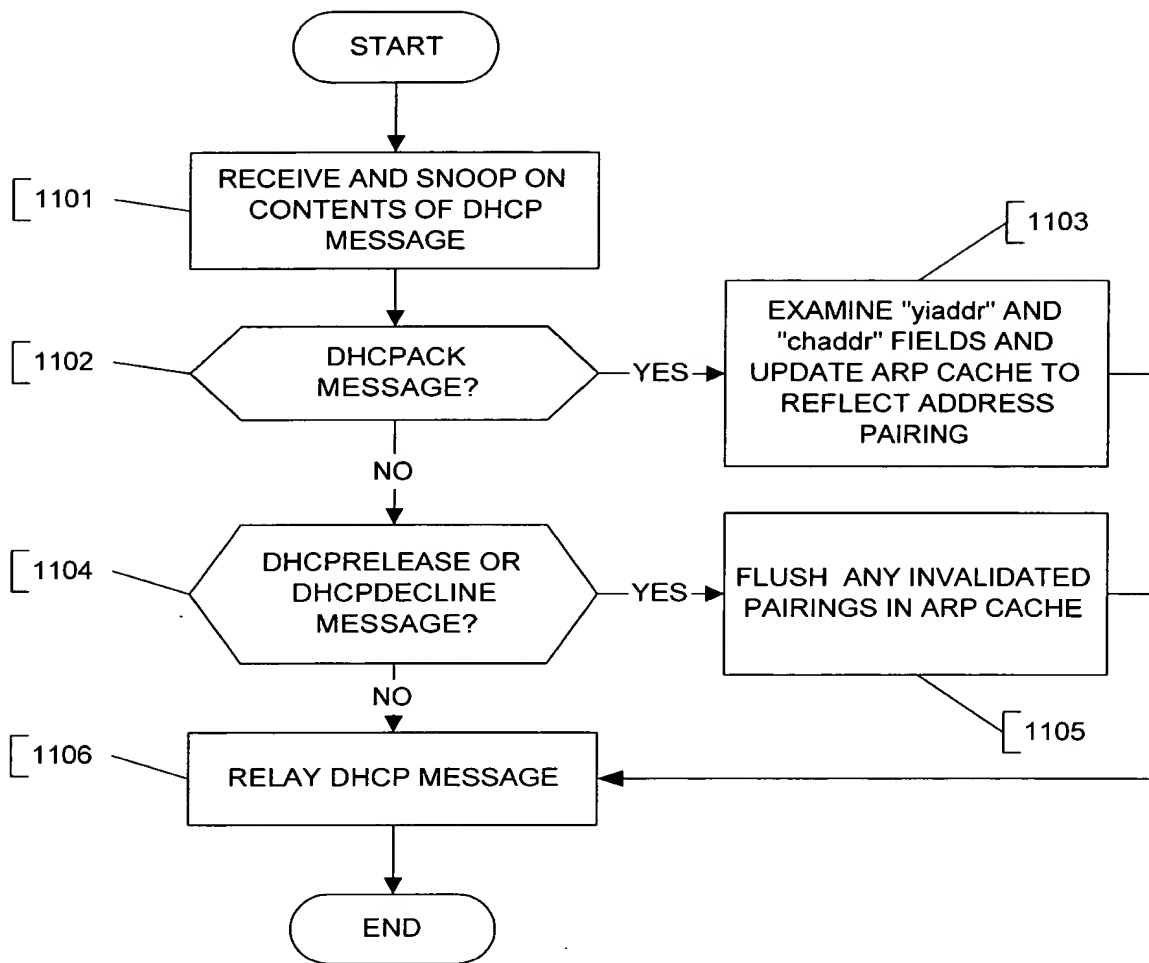 START
1101
RECEIVE AND SNOOP ON
CONTENTS OF DHCP
MESSAGE
1102
DHCPACK
MESSAGE?
YES
1103
EXAMINE "yiaddr" AND
"chaddr" FIELDS AND
UPDATE ARP CACHE TO
REFLECT ADDRESS
PAIRING
NO
1104
DHCPRELEASE OR
DHCPDECLINE
MESSAGE?
YES
FLUSH ANY INVALIDATED
PAIRINGS IN ARP CACHE
1105
NO
1106
RELAY DHCP MESSAGE
END